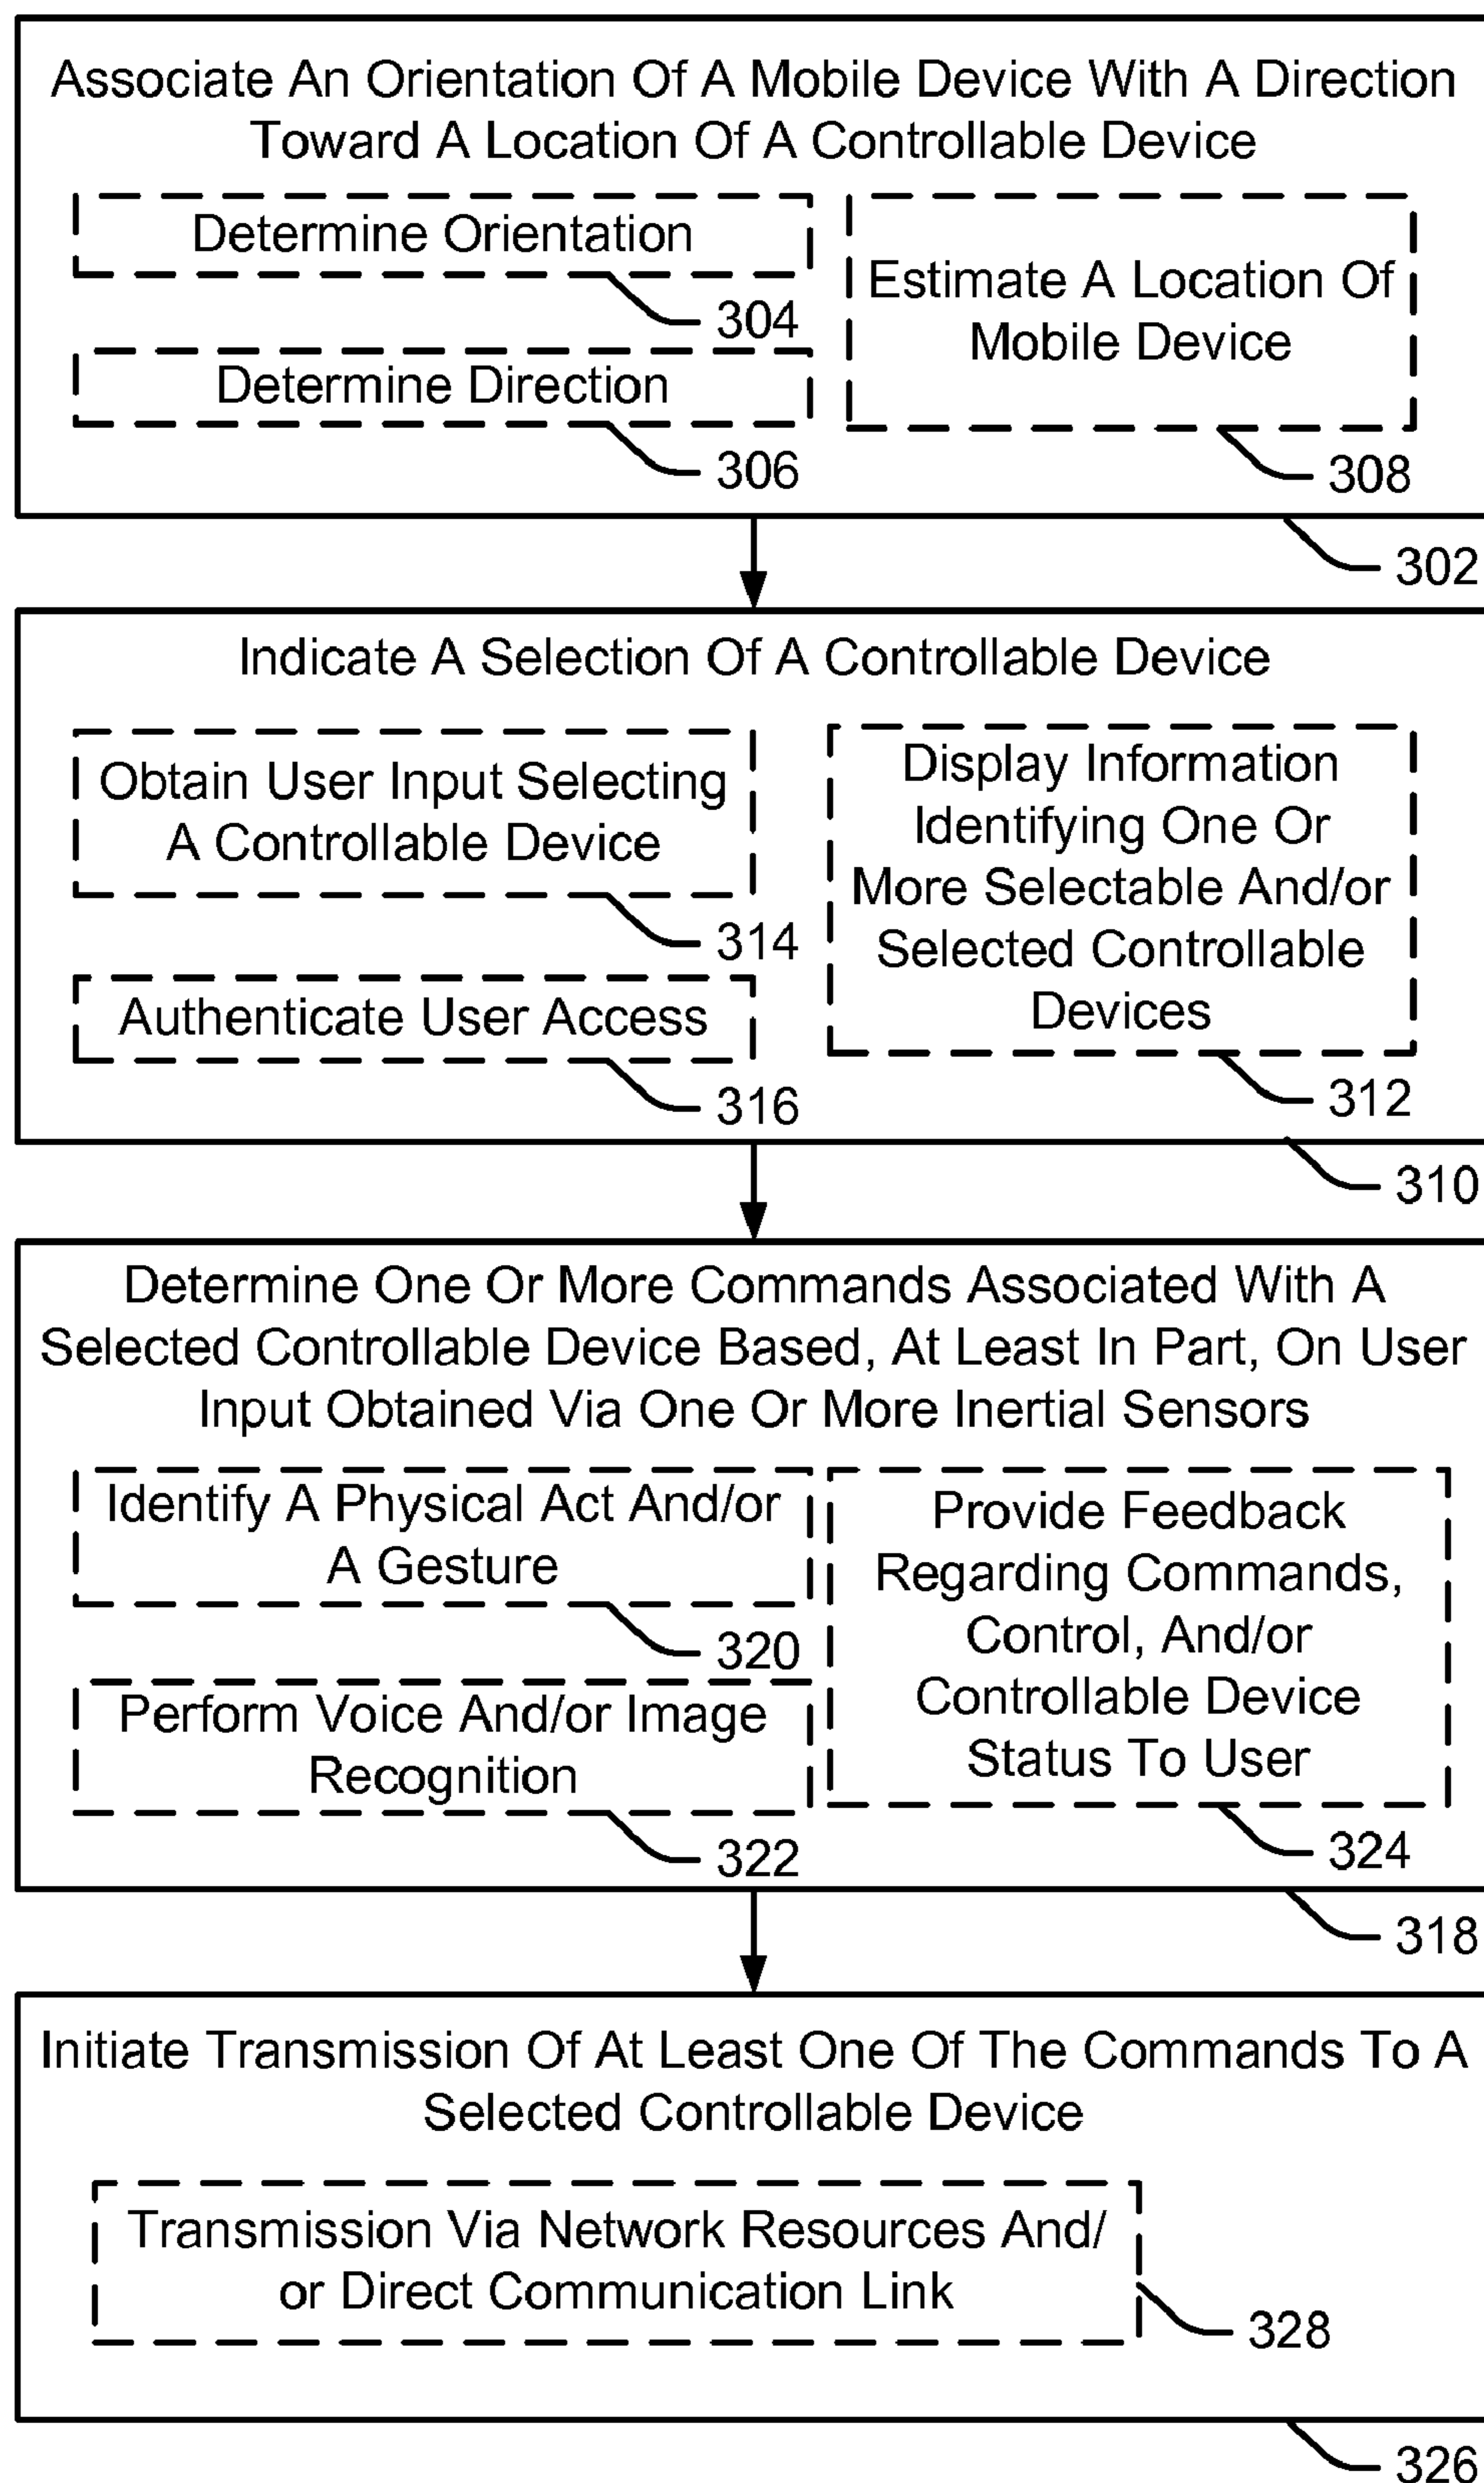 Associate An Orientation Of A Mobile Device With A Direction
Toward A Location Of A Controllable Device
Determine Orientation
304
Determine Direction
306
Estimate A Location Of
Mobile Device
308
302
Indicate A Selection Of A Controllable Device
Obtain User Input Selecting
A Controllable Device
314
Authenticate User Access
316
Display Information
Identifying One Or
More Selectable And/or
Selected Controllable
Devices
312
310
Determine One Or More Commands Associated With A
Selected Controllable Device Based, At Least In Part, On User
Input Obtained Via One Or More Inertial Sensors
Identify A Physical Act And/or
A Gesture
320
Perform Voice And/or Image
Recognition
322
Provide Feedback
Regarding Commands,
Control, And/or
Controllable Device
Status To User
324
318
Initiate Transmission Of At Least One Of The Commands To A
Selected Controllable Device
Transmission Via Network Resources And/
or Direct Communication Link
328
326